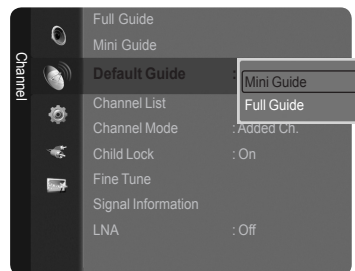 Channel
Full Guide
Mini Guide
Default Guide :
Mini Guide
Full Guide
Channel List
Channel Mode : Added Ch.
Child Lock : On
Fine Tune
Signal Information
LNA : Off